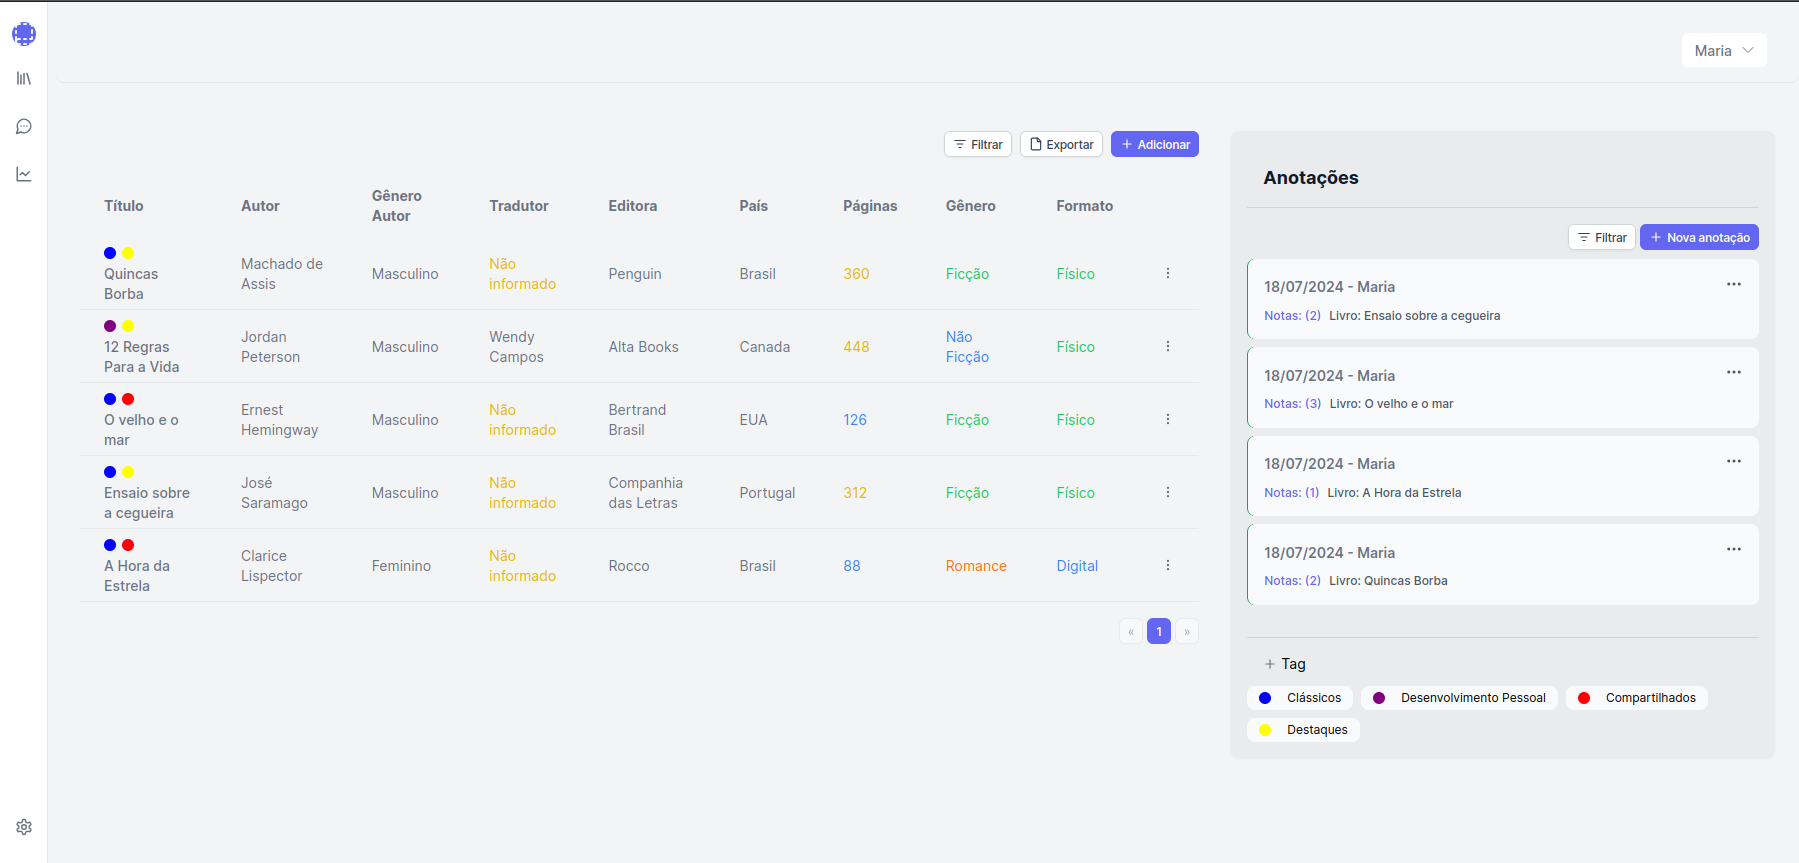 Maria
Filtrar
Exportar
+ Adicionar
Título
Autor
Gênero
Autor
Tradutor
Editora
País
Páginas
Gênero
Formato
Quincas
Borba
Machado de
Assis
Masculino
Não
informado
Penguin
Brasil
360
Ficção
Físico
12 Regras
Para a Vida
Jordan
Peterson
Masculino
Wendy
Campos
Alta Books
Canada
448
Não
Ficção
Físico
O velho e o
mar
Ernest
Hemingway
Masculino
Não
informado
Bertrand
Brasil
EUA
126
Ficção
Físico
Ensaio sobre
a cegueira
José
Saramago
Masculino
Não
informado
Companhia
das Letras
Portugal
312
Ficção
Físico
A Hora da
Estrela
Clarice
Lispector
Feminino
Não
informado
Rocco
Brasil
88
Romance
Digital
« 1 »
Anotações
Filtrar
+ Nova anotação
18/07/2024 - Maria
Notas: (2) Livro: Ensaio sobre a cegueira
18/07/2024 - Maria
Notas: (3) Livro: O velho e o mar
18/07/2024 - Maria
Notas: (1) Livro: A Hora da Estrela
18/07/2024 - Maria
Notas: (2) Livro: Quincas Borba
+ Tag
Clássicos
Desenvolvimento Pessoal
Compartilhados
Destaques